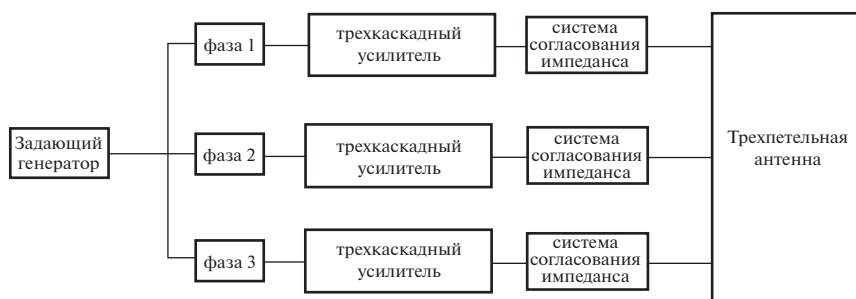 фаза 1
трехкаскадный
усилитель
система
согласования
импеданса
Задающий
генератор
фаза 2
трехкаскадный
усилитель
система
согласования
импеданса
Трехпетельная
антенна
фаза 3
трехкаскадный
усилитель
система
согласования
импеданса